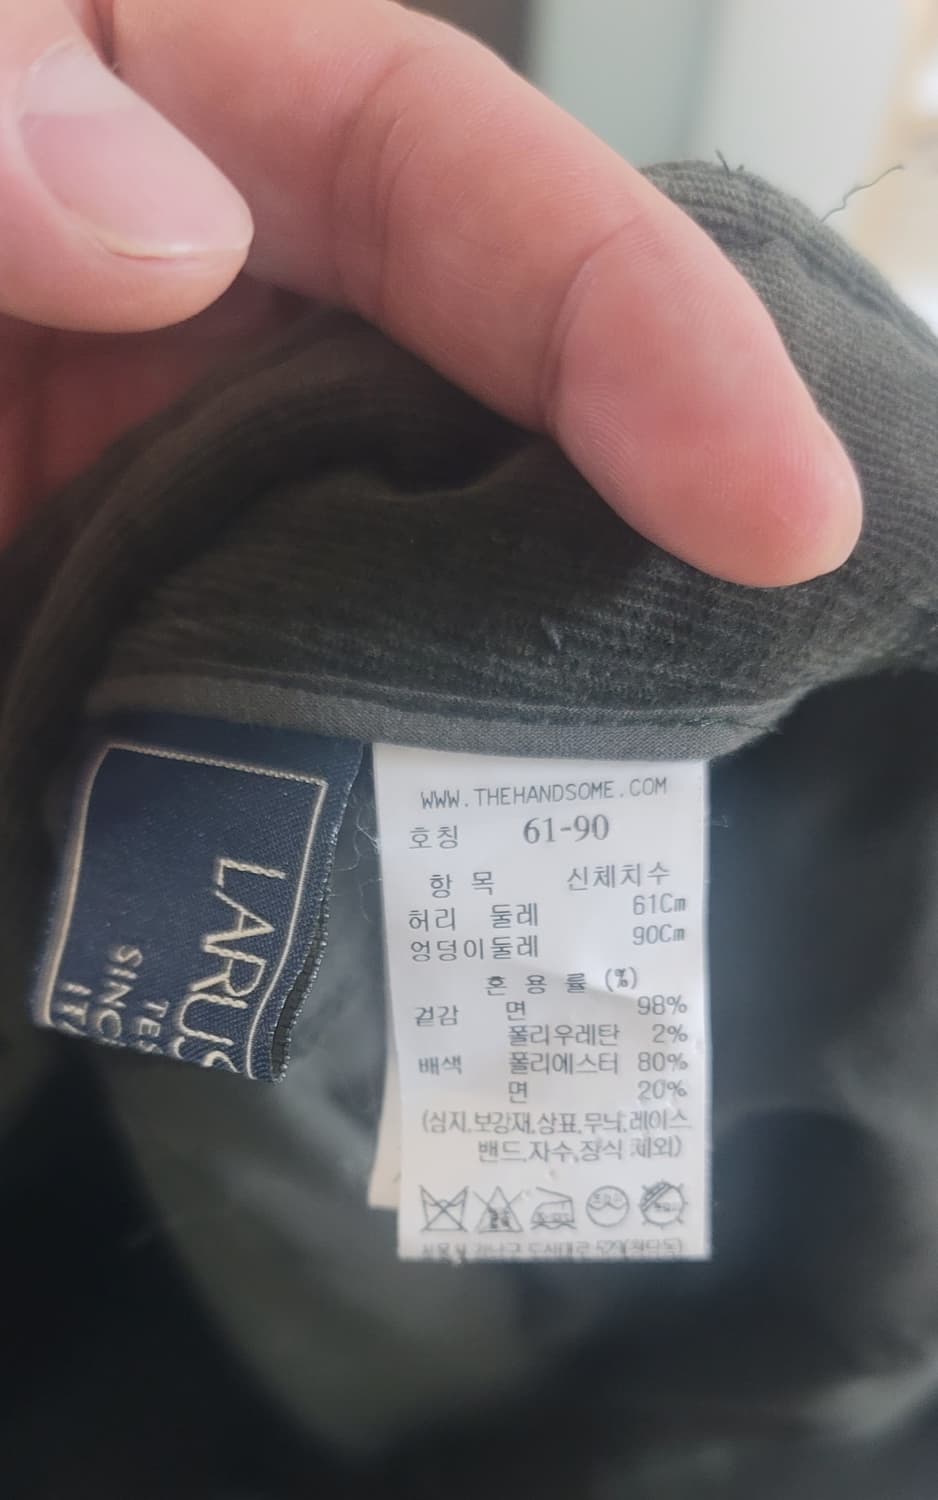 WWW.THEHANDSOME.COM
호칭 61-90
항 목 신체치수
허리 둘레 61Cm
엉덩이둘레 90Cm
혼 용 률 (%)
겉감 면 98%
폴리우레탄 2%
배색 폴리에스터 80%
면 20%
(심지,보강재,상표,무늬,레이스
밴드,자수,장식 제외)
LARUS
SINC